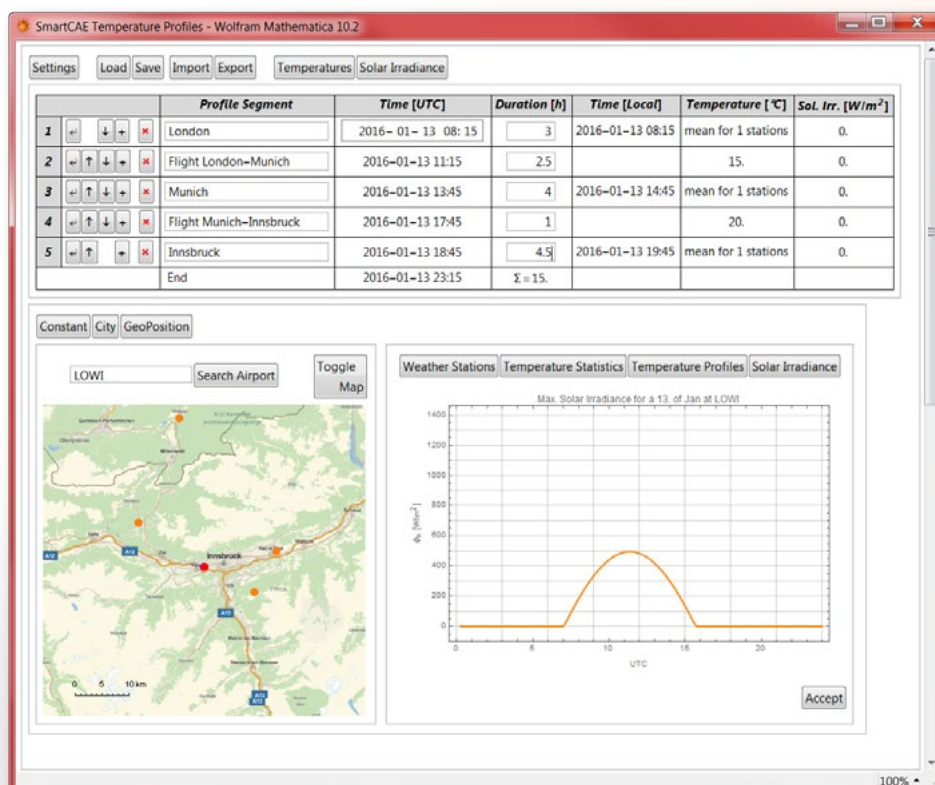 SmartCAE Temperature Profiles - Wolfram Mathematica 10.2
Settings Load Save Import Export Temperatures Solar Irradiance
Profile Segment Time [UTC] Duration [h] Time [Local] Temperature [°C] Sol. Irr. [W/m²]
1 London 2016- 01- 13 08: 15 3 2016-01-13 08:15 mean for 1 stations 0.
2 Flight London-Munich 2016-01-13 11:15 2.5 15. 0.
3 Munich 2016-01-13 13:45 4 2016-01-13 14:45 mean for 1 stations 0.
4 Flight Munich-Innsbruck 2016-01-13 17:45 1 20. 0.
5 Innsbruck 2016-01-13 18:45 4.5 2016-01-13 19:45 mean for 1 stations 0.
End 2016-01-13 23:15 Σ = 15.
Constant City GeoPosition
LOWI Search Airport Toggle
Map
Innsbruck
A12
A12
A13
A13
A13
0 5 10 km
Weather Stations Temperature Statistics Temperature Profiles Solar Irradiance
Max. Solar Irradiance for a 13. of Jan at LOWI
1400
1200
1000
800
600
400
200
0
0 5 10 15 20
UTC
Accept
100%